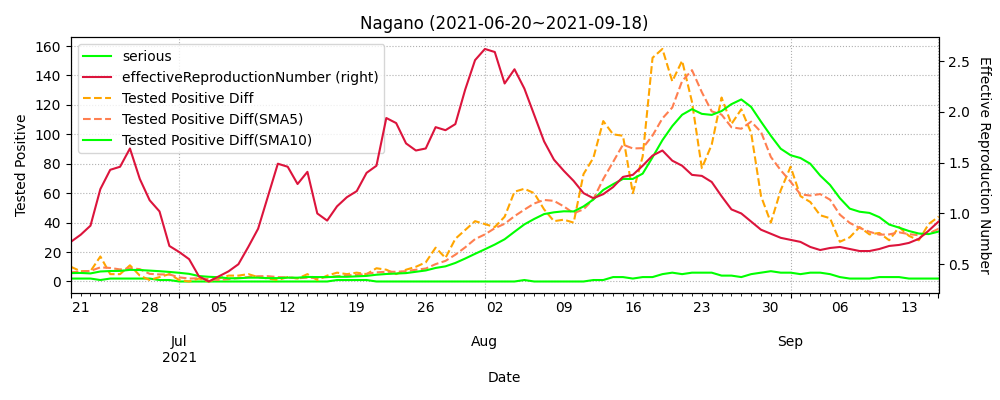 Nagano (2021-06-20~2021-09-18)
serious
effectiveReproductionNumber (right)
Tested Positive Diff
Tested Positive Diff(SMA5)
Tested Positive Diff(SMA10)
Tested Positive
160
140
120
100
80
60
40
20
0
2.5
2.0
1.5
1.0
0.5
Effective Reproduction Number
21 28 05 12 19 26 02 09 16 23 30 06 13
Jul Aug Sep
2021
Date